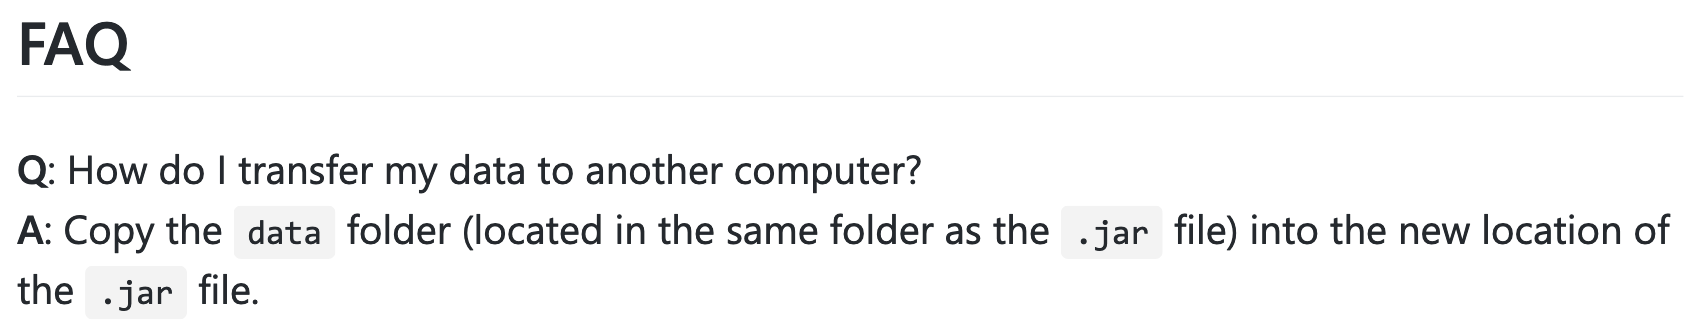 FAQ
Q: How do I transfer my data to another computer?
A: Copy the data folder (located in the same folder as the .jar file) into the new location of
the .jar file.